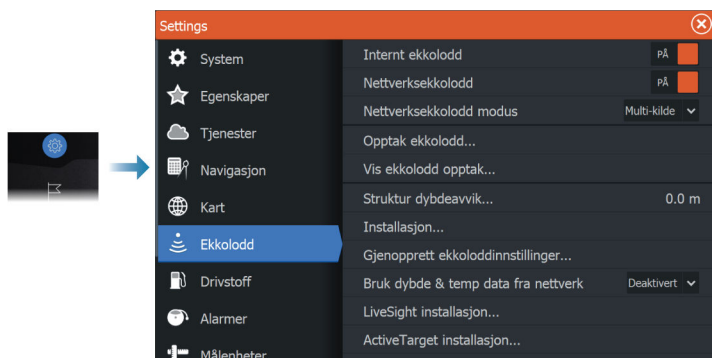 Settings
System
Egenskaper
Tjenester
Navigasjon
Kart
Ekkolodd
Drivstoff
Alarmer
Målenheter
Internt ekkolodd PÅ
Nettverksekkolodd PÅ
Nettverksekkolodd modus Multi-kilde
Opptak ekkolodd...
Vis ekkolodd opptak...
Struktur dybdeavvik... 0.0 m
Installasjon...
Gjenopprett ekkoloddinnstillinger...
Bruk dybde & temp data fra nettverk Deaktivert
LiveSight installasjon...
ActiveTarget installasjon...